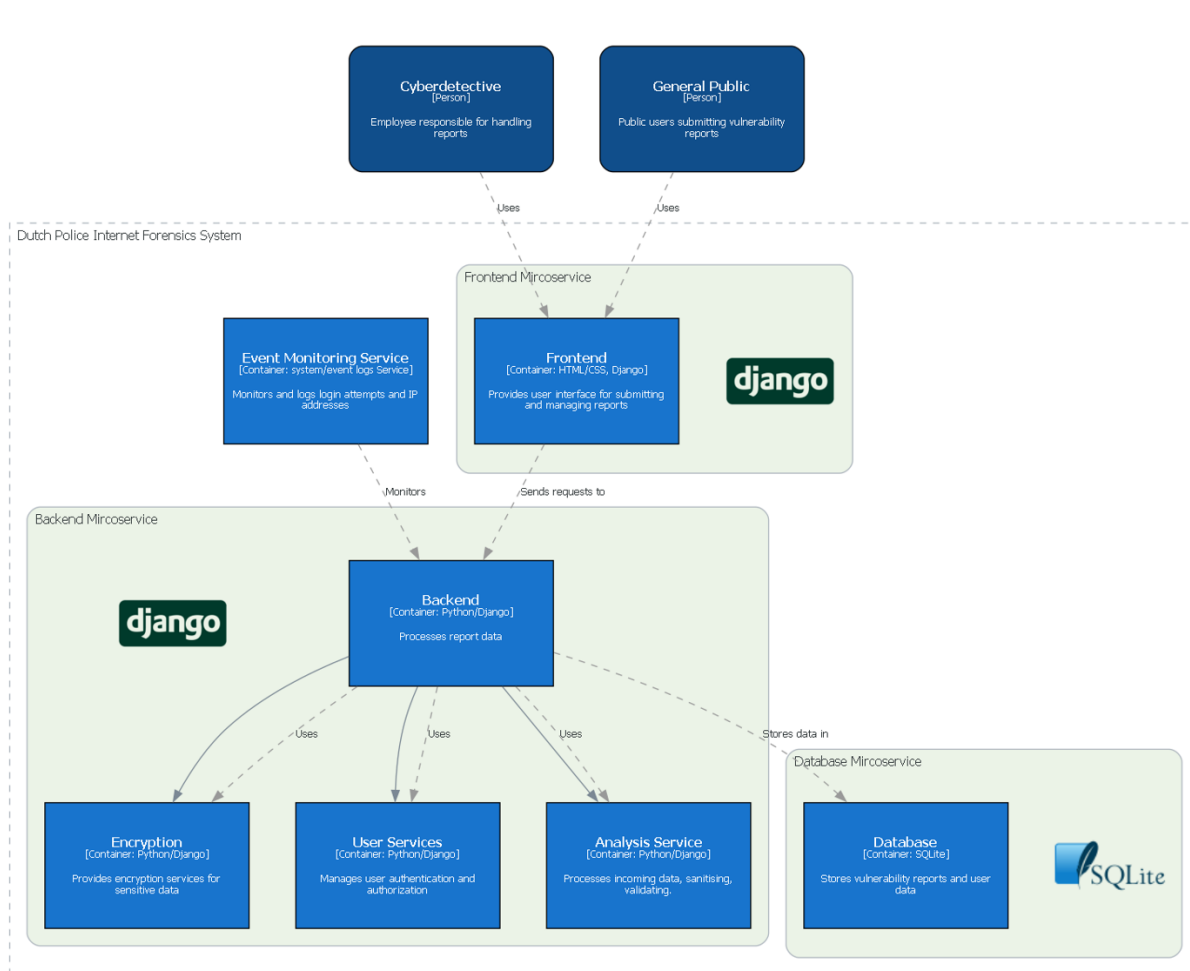 Cyberdetective
[Person]
Employee responsible for handling
reports
General Public
[Person]
Public users submitting vulnerability
reports
Uses
Uses
Dutch Police Internet Forensics System
Frontend Mircoservice
Event Monitoring Service
[Container: system/event logs Service]
Monitors and logs login attempts and IP
addresses
Frontend
[Container: HTML/CSS, Django]
Provides user interface for submitting
and managing reports
django
Monitors
Sends requests to
Backend Mircoservice
django
Backend
[Container: Python/Django]
Processes report data
Uses
Uses
Uses
Stores data in
Database Mircoservice
Encryption
[Container: Python/Django]
Provides encryption services for
sensitive data
User Services
[Container: Python/Django]
Manages user authentication and
authorization
Analysis Service
[Container: Python/Django]
Processes incoming data, sanitising,
validating.
Database
[Container: SQLite]
Stores vulnerability reports and user
data
SQLite